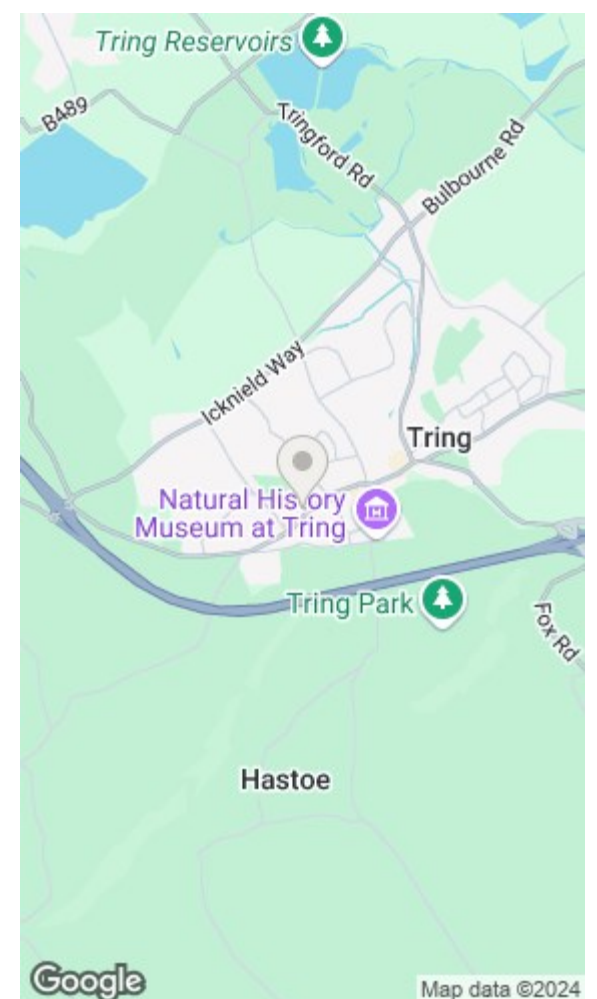 Tring Reservoirs
B489
Tringford Rd
Bulbourne Rd
Icknield Way
Tring
Natural History
Museum at Tring
Tring Park
Fox Rd
Hastoe
Google
Map data ©2024